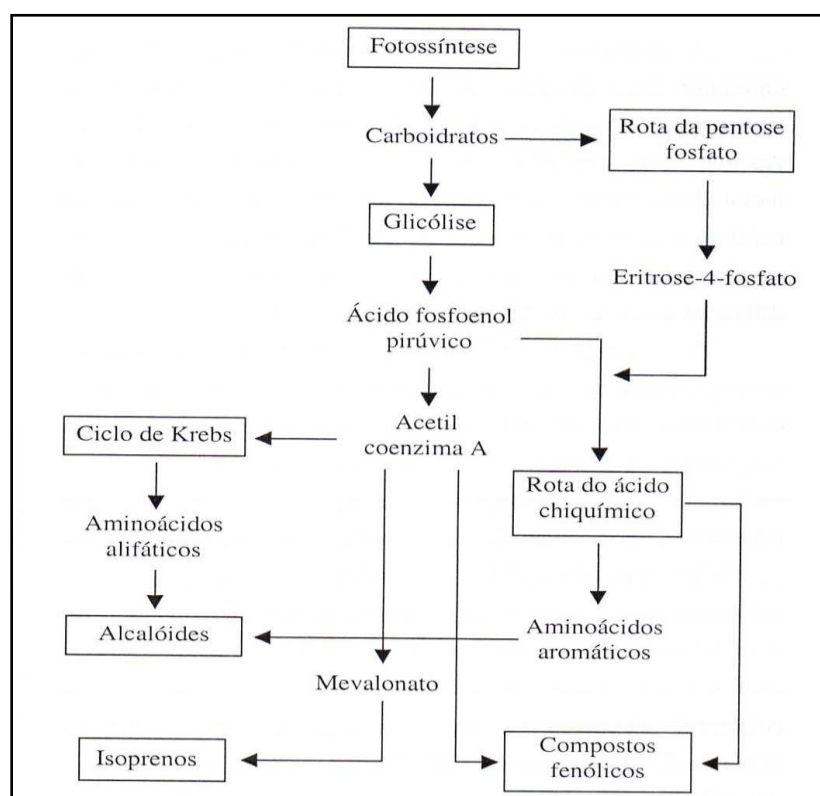 Fotossíntese
Carboidratos
Rota da pentose
fosfato
Glicólise
Eritrose-4-fosfato
Ácido fosfoenol
pirúvico
Acetil
coenzima A
Ciclo de Krebs
Rota do ácido
chiquímico
Aminoácidos
alifáticos
Alcalóides
Aminoácidos
aromáticos
Mevalonato
Isoprenos
Compostos
fenólicos